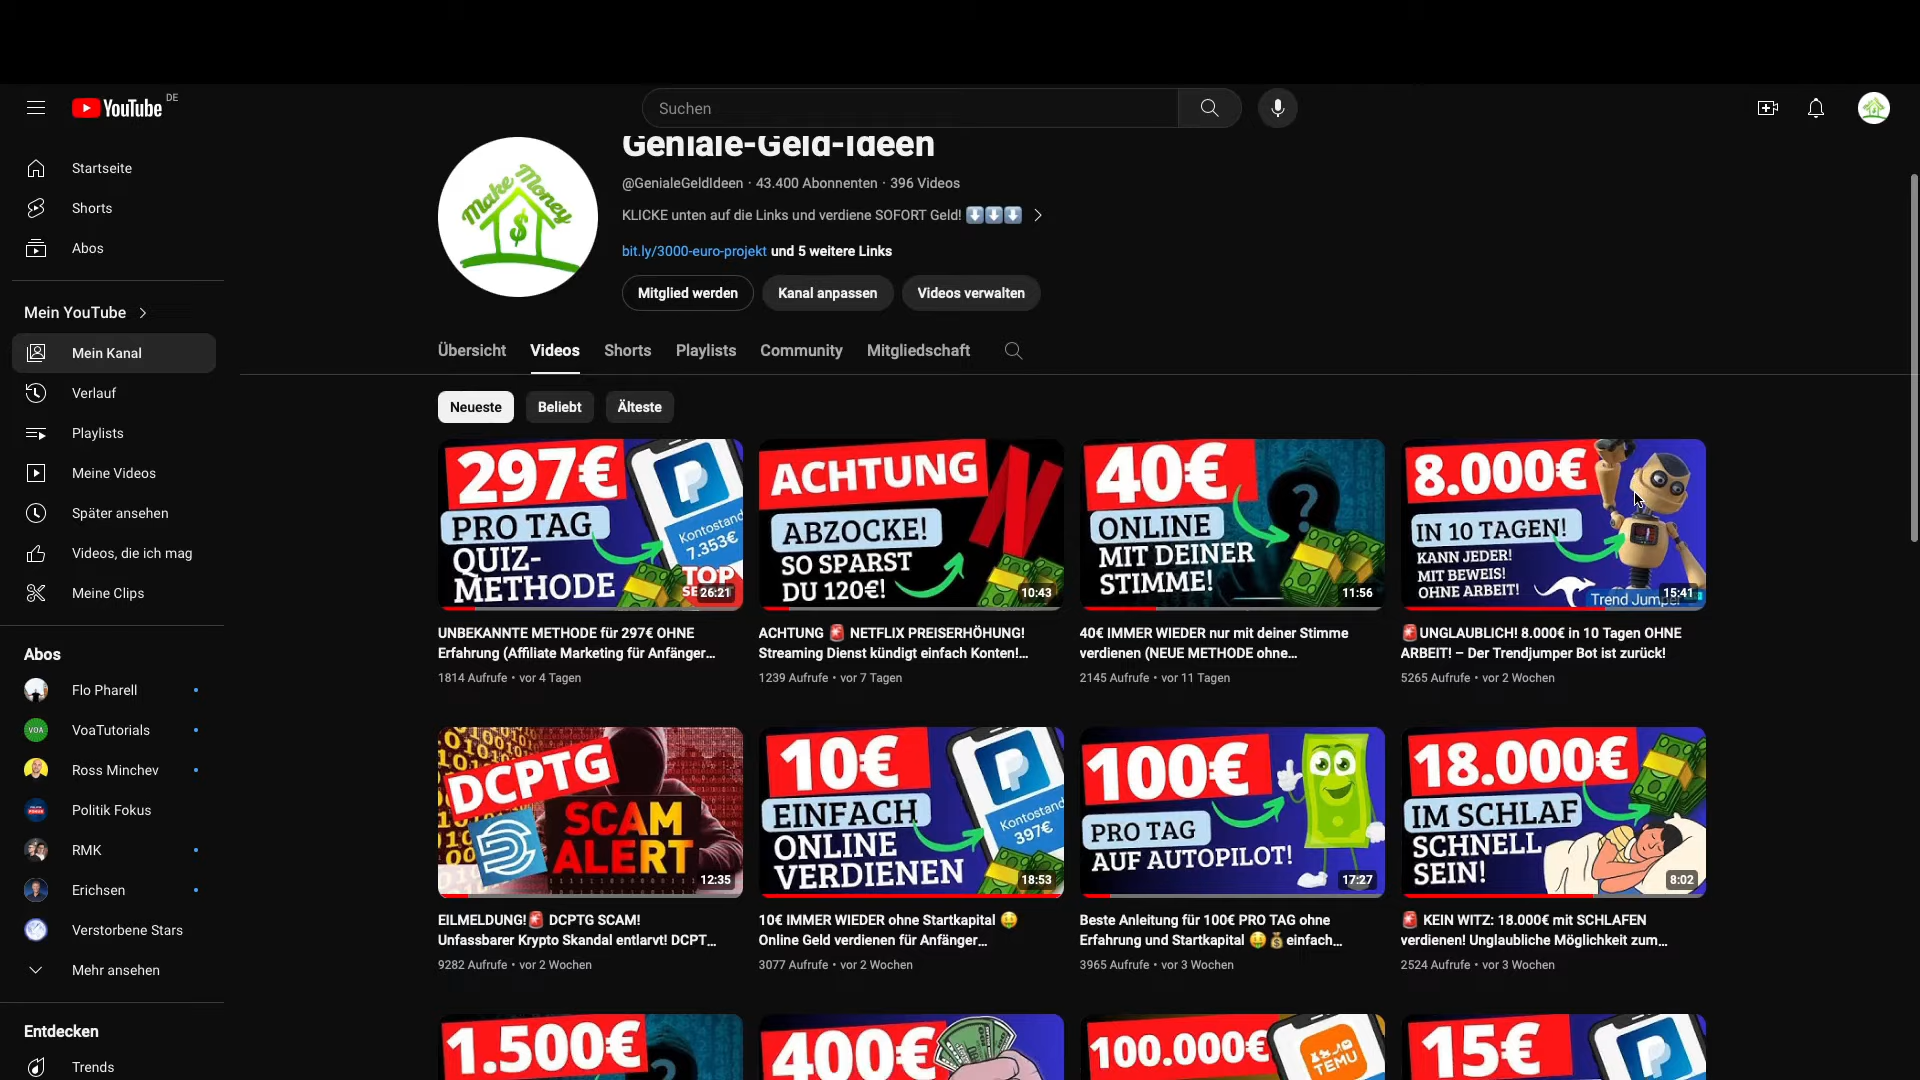 YouTube DE
Suchen
Startseite
Shorts
Abos
Mein YouTube
Mein Kanal
Verlauf
Playlists
Meine Videos
Später ansehen
Videos, die ich mag
Meine Clips
Abos
Flo Pharell
VoaTutorials
Ross Minchev
Politik Fokus
RMK
Erichsen
Verstorbene Stars
Mehr ansehen
Entdecken
Trends
Make Money
$
Geniale-Geld-Ideen
@GenialeGeldIdeen · 43.400 Abonnenten · 396 Videos
KLICKE unten auf die Links und verdiene SOFORT Geld! ⬇️⬇️⬇️
bit.ly/3000-euro-projekt und 5 weitere Links
Mitglied werden
Kanal anpassen
Videos verwalten
Übersicht
Videos
Shorts
Playlists
Community
Mitgliedschaft
Neueste
Beliebt
Älteste
297€
PRO TAG
QUIZ-
METHODE
Kontostand
7.353€
TOP
26:21
UNBEKANNTE METHODE für 297€ OHNE
Erfahrung (Affiliate Marketing für Anfänger...
1814 Aufrufe • vor 4 Tagen
ACHTUNG
ABZOCKE!
SO SPARST
DU 120€!
10:43
ACHTUNG 🚨 NETFLIX PREISERHÖHUNG!
Streaming Dienst kündigt einfach Konten!...
1239 Aufrufe • vor 7 Tagen
40€
ONLINE
MIT DEINER
STIMME!
?
11:56
40€ IMMER WIEDER nur mit deiner Stimme
verdienen (NEUE METHODE ohne...
2145 Aufrufe • vor 11 Tagen
8.000€
IN 10 TAGEN!
KANN JEDER!
MIT BEWEIS!
OHNE ARBEIT!
Trend Jumper
15:41
🚨UNGLAUBLICH! 8.000€ in 10 Tagen OHNE
ARBEIT! – Der Trendjumper Bot ist zurück!
5265 Aufrufe • vor 2 Wochen
DCPTG
SCAM
ALERT
12:35
EILMELDUNG!🚨 DCPTG SCAM!
Unfassbarer Krypto Skandal entlarvt! DCPT...
9282 Aufrufe • vor 2 Wochen
10€
EINFACH
ONLINE
VERDIENEN
Kontostand
397€
18:53
10€ IMMER WIEDER ohne Startkapital 🤑
Online Geld verdienen für Anfänger...
3077 Aufrufe • vor 2 Wochen
100€
PRO TAG
AUF AUTOPILOT!
17:27
Beste Anleitung für 100€ PRO TAG ohne
Erfahrung und Startkapital 🤑💰einfach...
3965 Aufrufe • vor 3 Wochen
18.000€
IM SCHLAF
SCHNELL
SEIN!
8:02
🚨 KEIN WITZ: 18.000€ mit SCHLAFEN
verdienen! Unglaubliche Möglichkeit zum...
2524 Aufrufe • vor 3 Wochen
1.500€
?
400€
100.000€
TEMU
15€